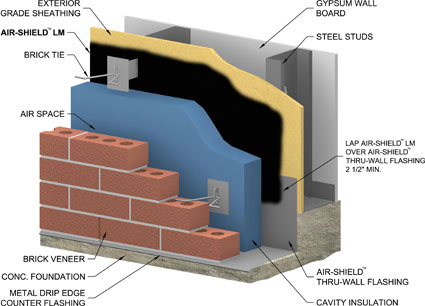 EXTERIOR
GRADE SHEATHING
AIR-SHIELD™ LM
BRICK TIE
AIR SPACE
BRICK VENEER
CONC. FOUNDATION
METAL DRIP EDGE
COUNTER FLASHING
GYPSUM WALL
BOARD
STEEL STUDS
LAP AIR-SHIELD™ LM
OVER AIR-SHIELD™
THRU-WALL FLASHING
2 1/2" MIN.
AIR-SHIELD™
THRU-WALL FLASHING
CAVITY INSULATION